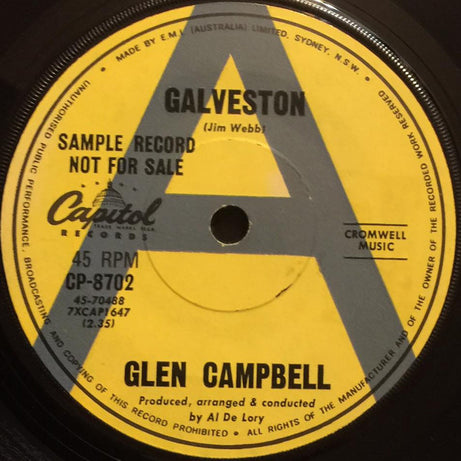 MADE BY E.M.I. (AUSTRALIA) LIMITED, SYDNEY, N.S.W. •
A
GALVESTON
(Jim Webb)
SAMPLE RECORD
NOT FOR SALE
Capitol
TRADE MARK REGD.
RECORDS
CROMWELL
MUSIC
45 RPM
CP-8702
45-70488
7XCAP1647
(2.35)
GLEN CAMPBELL
Produced, arranged & conducted
by Al De Lory
UNAUTHORISED PUBLIC PERFORMANCE, BROADCASTING AND COPYING OF THIS RECORD PROHIBITED • ALL RIGHTS OF THE MANUFACTURER AND OF THE OWNER OF THE RECORDED WORK RESERVED